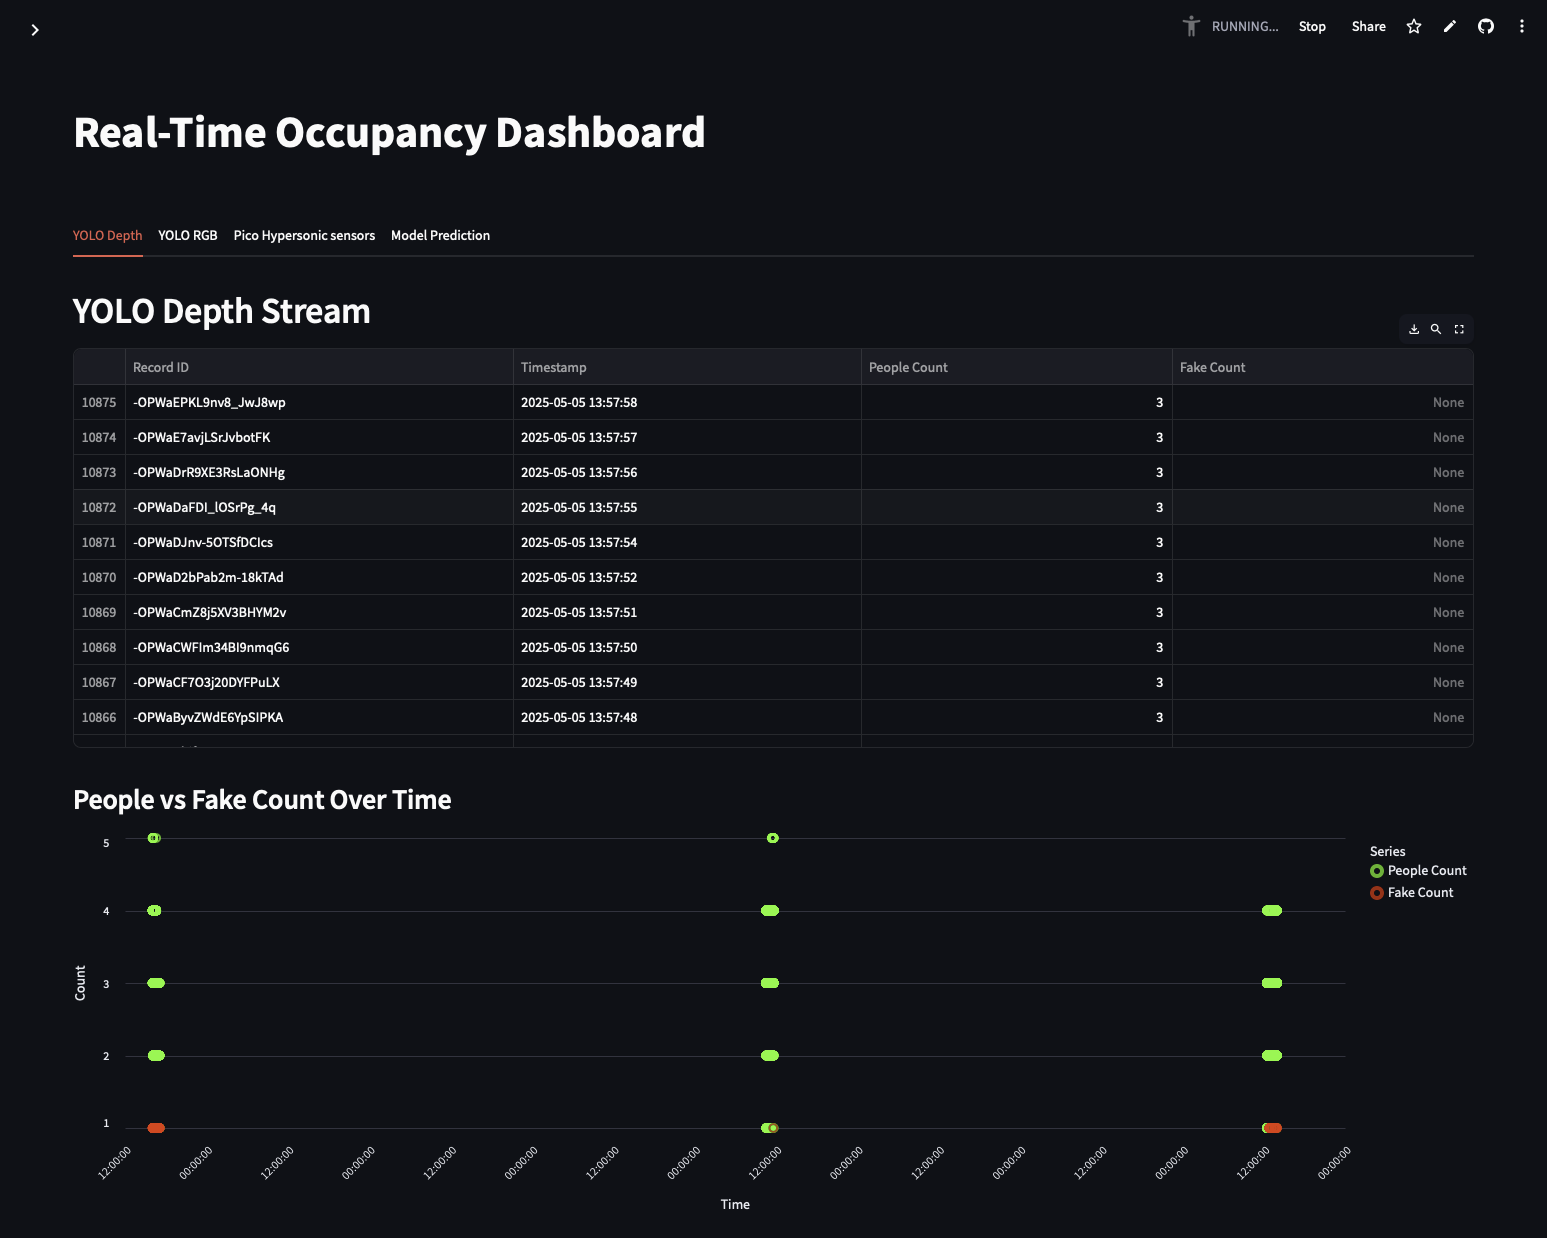 RUNNING... Stop Share
Real-Time Occupancy Dashboard
YOLO Depth YOLO RGB Pico Hypersonic sensors Model Prediction
YOLO Depth Stream
Record ID Timestamp People Count Fake Count
10875 -OPWaEPKL9nv8_JwJ8wp 2025-05-05 13:57:58 3 None
10874 -OPWaE7avjLSrJvbotFK 2025-05-05 13:57:57 3 None
10873 -OPWaDrR9XE3RsLaONHg 2025-05-05 13:57:56 3 None
10872 -OPWaDaFDI_lOSrPg_4q 2025-05-05 13:57:55 3 None
10871 -OPWaDJnv-5OTSfDCIcs 2025-05-05 13:57:54 3 None
10870 -OPWaD2bPab2m-18kTAd 2025-05-05 13:57:52 3 None
10869 -OPWaCmZ8j5XV3BHYM2v 2025-05-05 13:57:51 3 None
10868 -OPWaCWFIm34BI9nmqG6 2025-05-05 13:57:50 3 None
10867 -OPWaCF7O3j20DYFPuLX 2025-05-05 13:57:49 3 None
10866 -OPWaByvZWdE6YpSIPKA 2025-05-05 13:57:48 3 None
People vs Fake Count Over Time
5
4
3
2
1
Count
12:00:00 00:00:00 12:00:00 00:00:00 12:00:00 00:00:00 12:00:00 00:00:00 12:00:00 00:00:00 12:00:00 00:00:00 12:00:00 00:00:00 12:00:00 00:00:00
Time
Series
People Count
Fake Count